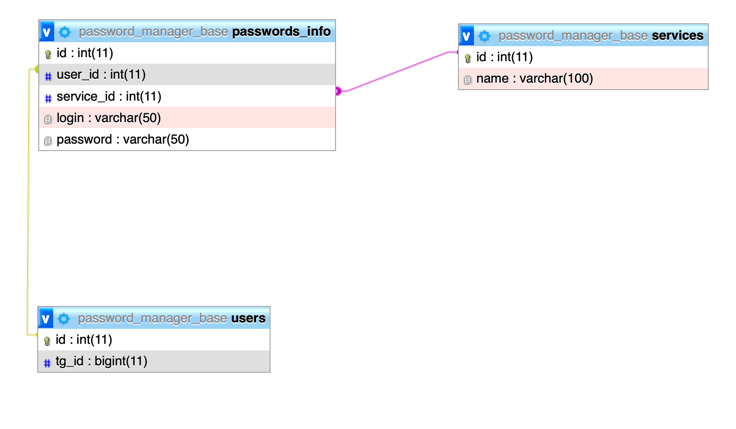 v password_manager_base passwords_info
id : int(11)
# user_id : int(11)
# service_id : int(11)
login : varchar(50)
password : varchar(50)
v password_manager_base services
id : int(11)
name : varchar(100)
v password_manager_base users
id : int(11)
# tg_id : bigint(11)